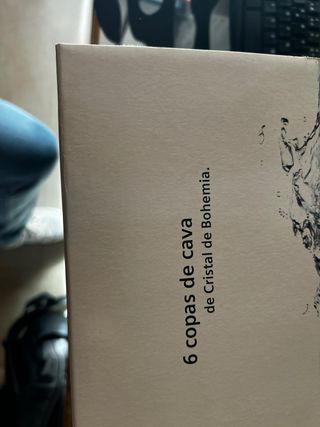 6 copas de cava
de Cristal de Bohemia.